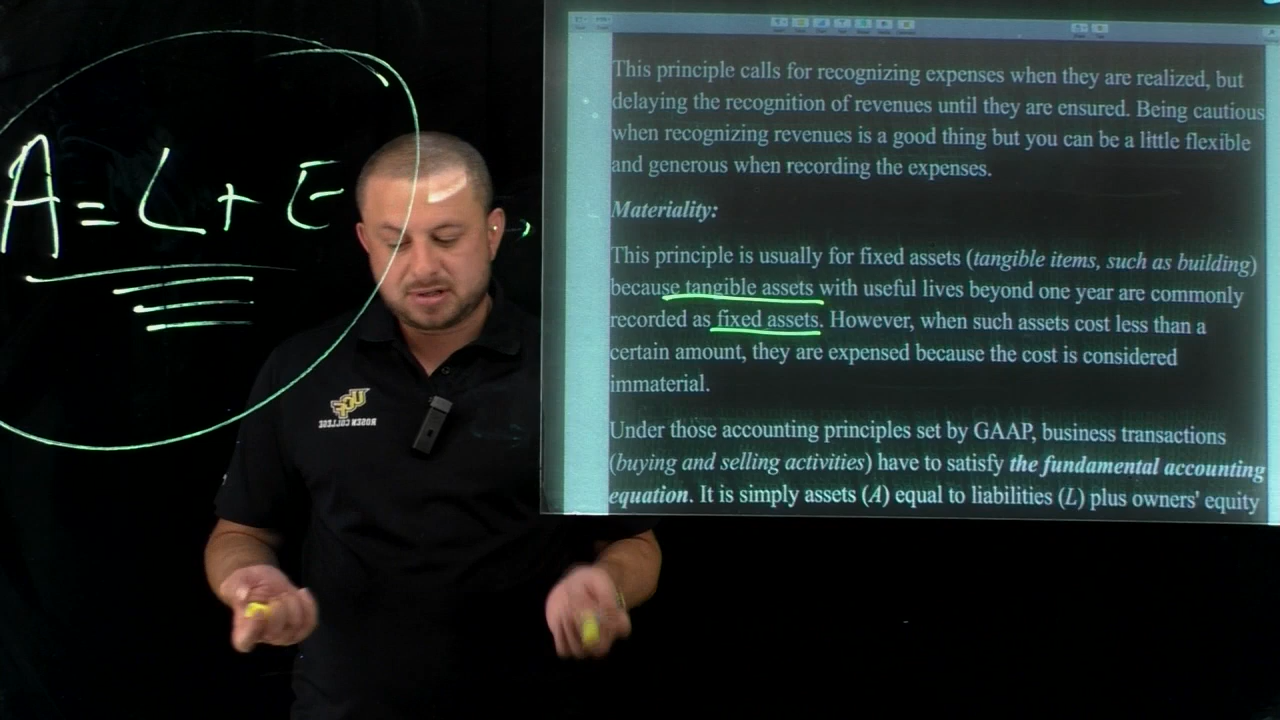 A = L + E
UCF
ROSEN COLLEGE
This principle calls for recognizing expenses when they are realized, but
delaying the recognition of revenues until they are ensured. Being cautious
when recognizing revenues is a good thing but you can be a little flexible
and generous when recording the expenses.
Materiality:
This principle is usually for fixed assets (tangible items, such as building)
because tangible assets with useful lives beyond one year are commonly
recorded as fixed assets. However, when such assets cost less than a
certain amount, they are expensed because the cost is considered
immaterial.
Under those accounting principles set by GAAP, business transactions
(buying and selling activities) have to satisfy the fundamental accounting
equation. It is simply assets (A) equal to liabilities (L) plus owners' equity